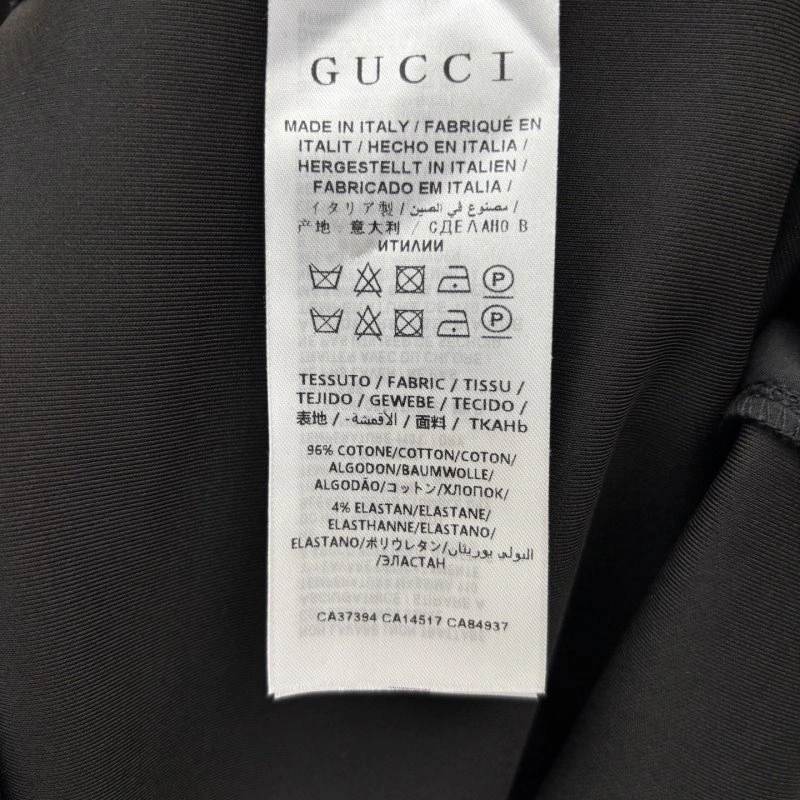 GUCCI
MADE IN ITALY / FABRIQUÉ EN
ITALIT / HECHO EN ITALIA /
HERGESTELLT IN ITALIEN /
FABRICADO EM ITALIA /
イタリア製 / مصنوع في الصين /
产地: 意大利 / СДЕЛАНО В
ИТИЛИИ
P
P
TESSUTO / FABRIC / TISSU /
TEJIDO / GEWEBE / TECIDO /
表地 / الأقمشة- / 面料 / ТКАНЬ
96% COTONE/COTTON/COTON/
ALGODON/BAUMWOLLE/
ALGODÃO/コットン/ХЛОПОК/
4% ELASTAN/ELASTANE/
ELASTHANNE/ELASTANO/
ELASTANO/ポリウレタン/البولي يوريثان
/ЭЛАСТАН
CA37394 CA14517 CA84937